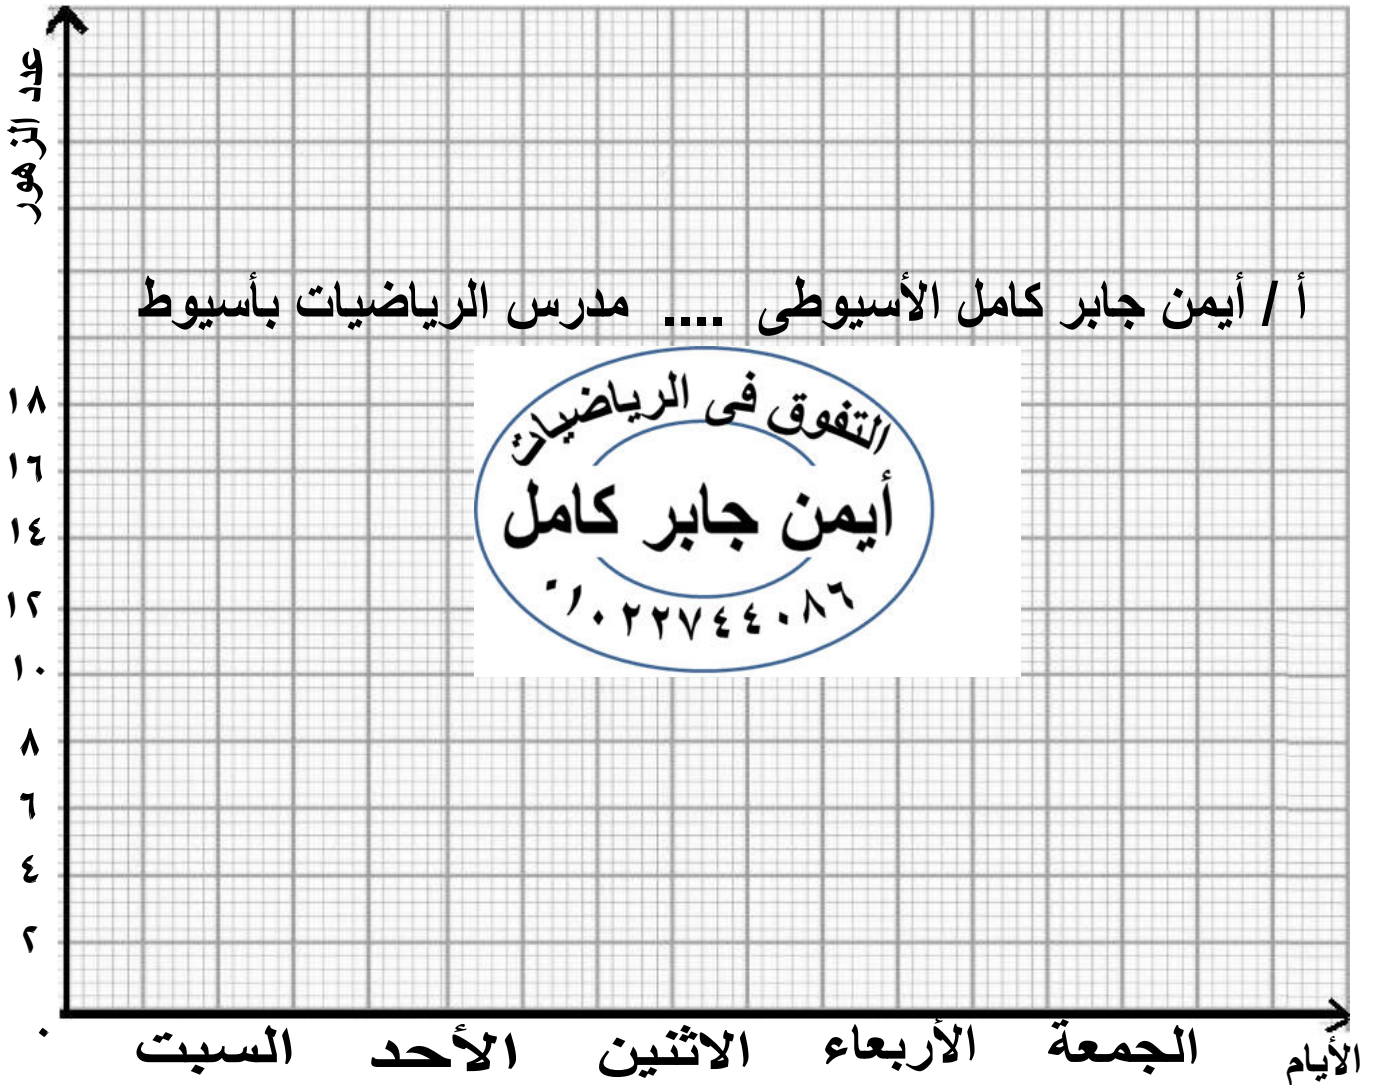 عدد الزهور
أ / أيمن جابر كامل الأسيوطى .... مدرس الرياضيات بأسيوط
التفوق فى الرياضيات
أيمن جابر كامل
٠١٠٢٢٧٤٤٠٨٦
١٨
١٦
١٤
١٢
١٠
٨
٦
٤
٢
٠
السبت الأحد الاثنين الأربعاء الجمعة الأيام